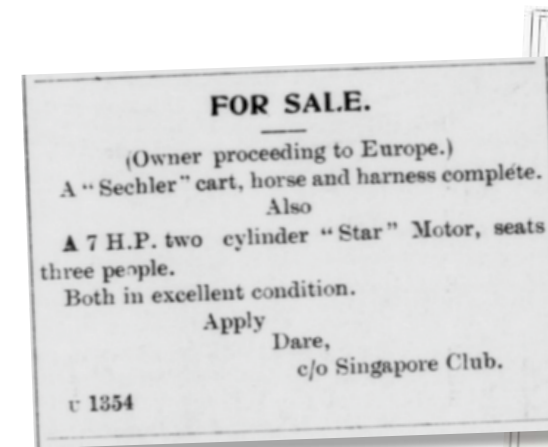 FOR SALE.
(Owner proceeding to Europe.)
A "Sechler" cart, horse and harness complete.
Also
A 7 H.P. two cylinder "Star" Motor, seats
three people.
Both in excellent condition.
Apply
Dare,
c/o Singapore Club.
1354